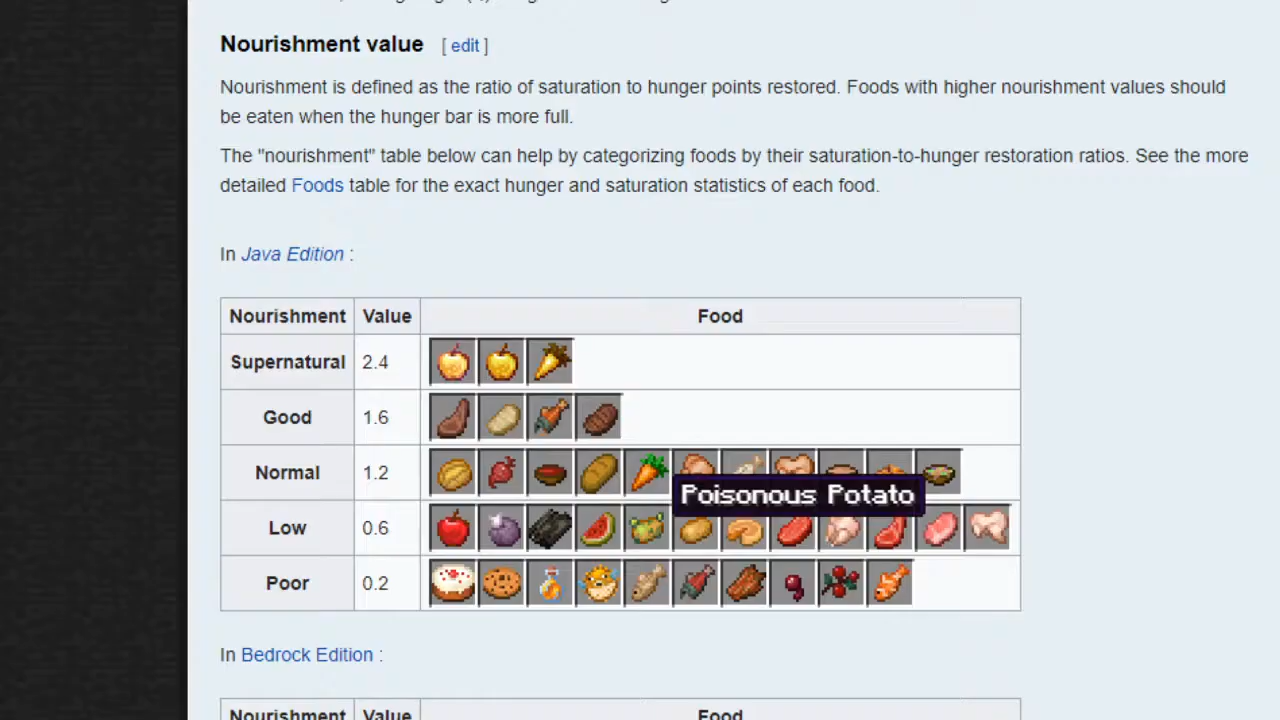 Nourishment value [ edit ]
Nourishment is defined as the ratio of saturation to hunger points restored. Foods with higher nourishment values should
be eaten when the hunger bar is more full.
The "nourishment" table below can help by categorizing foods by their saturation-to-hunger restoration ratios. See the more
detailed Foods table for the exact hunger and saturation statistics of each food.
In Java Edition :
Nourishment Value Food
Supernatural 2.4
Good 1.6
Normal 1.2
Poisonous Potato
Low 0.6
Poor 0.2
In Bedrock Edition :
Nourishment Value Food